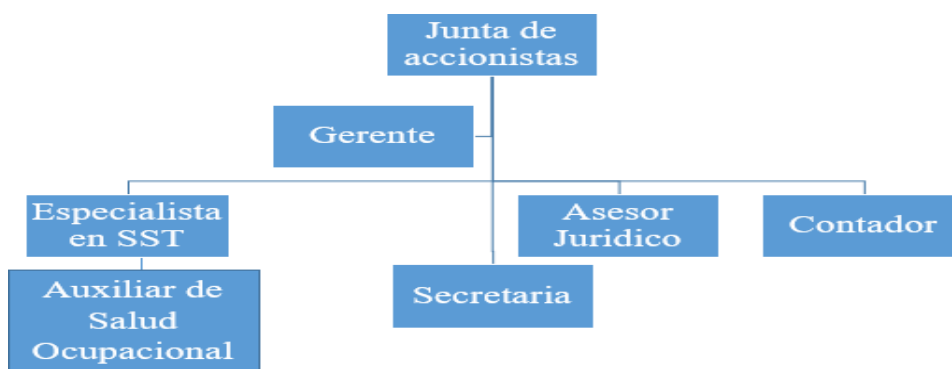 Junta de
accionistas
Gerente
Especialista
en SST
Asesor
Juridico
Contador
Auxiliar de
Salud
Ocupacional
Secretaria